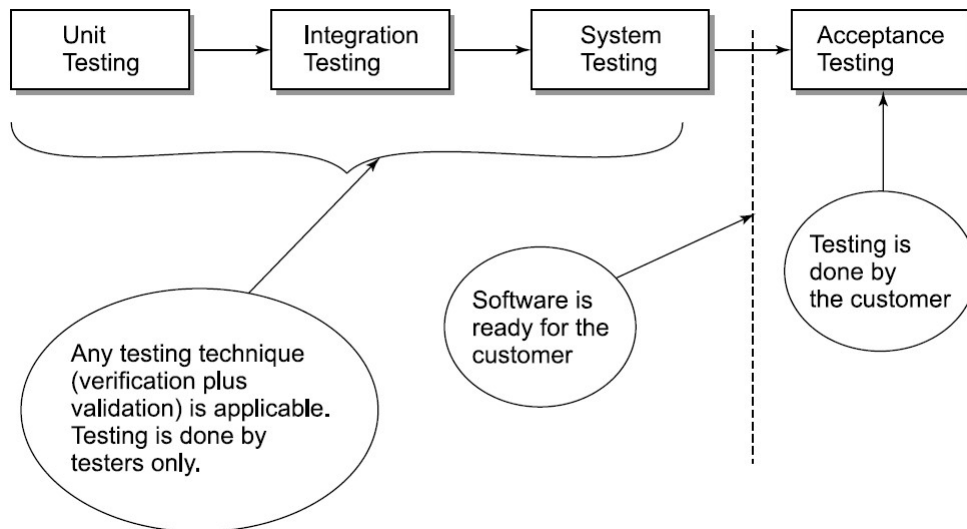 Unit
Testing
Integration
Testing
System
Testing
Acceptance
Testing
Any testing technique
(verification plus
validation) is applicable.
Testing is done by
testers only.
Software is
ready for the
customer
Testing is
done by
the customer